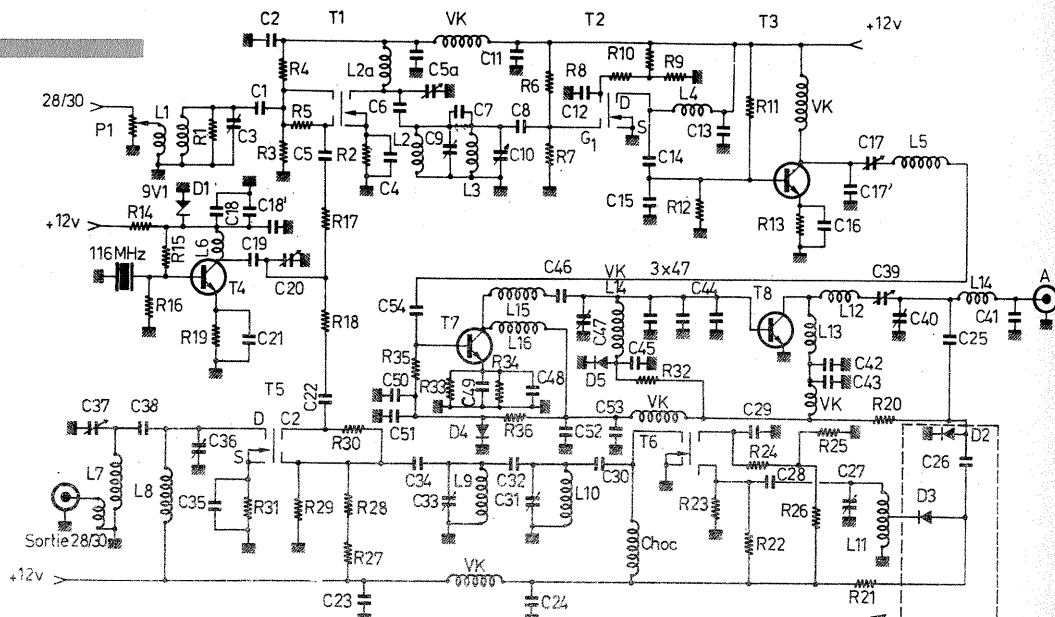 C2 T1 VK T2 T3 +12v
R4 L2a C11 R10 R9
28/30 C1 R5 C6 C5a R6 R8 D L4 R11 VK
P1 L1 R1 C3 C7 C8 C12 S C13 C17 L5
R3 C5 R2 L2 C9 C10 G1 C14
C4 L3 R7 C17'
9V1 D1 C15 R12 R13 C16
R14 C18 C18' R17
+12v R15 L6 C19
116MHz C46 VK 3x47 C39
T4 C20 C54 L15 L14 C44 T8 L12 L14 A
R16 T7 C47 C40 C41
R19 C21 R18 L16 L13 C25
R35 R34 D5 C45 C42
T5 C22 C50 R33 C49 C48 R32 C43
C37 C38 D C2 C51 D4 R36 C53 VK C29 VK R20
C36 R30 C52 T6 R25 D2
S C34 C32 C30 R24 C28 C27 C26
L7 L8 C35 R31 R29 R28 C33 L9 C31 L10 R23 R26 D3
Sortie 28/30 R27 Choc R22 L11
+12v VK R21
C23 C24